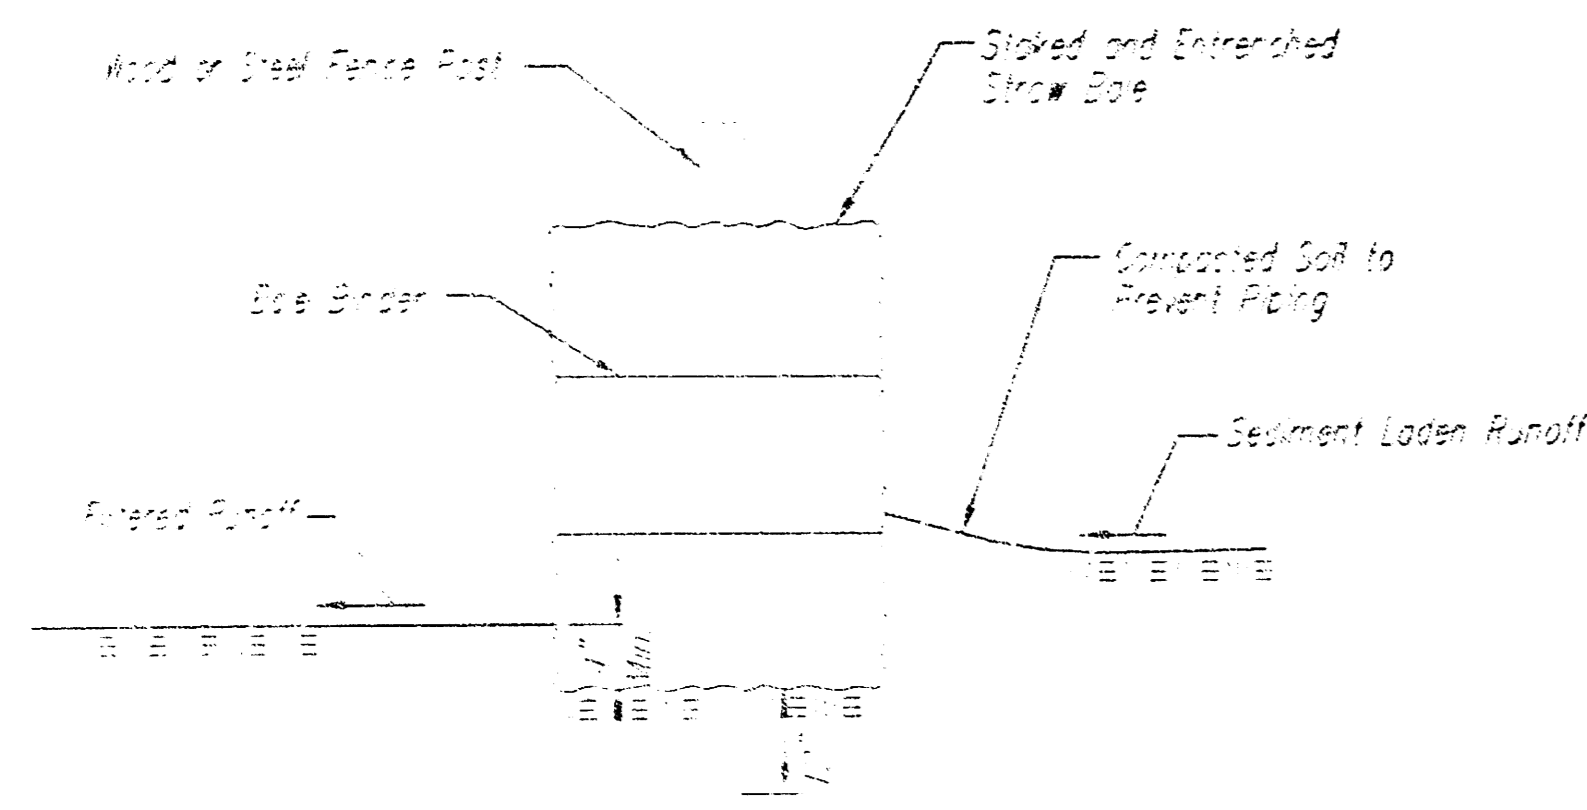 Wood or Steel Fence Post
Staked and Entrenched
Straw Bale
Compacted Soil to
Prevent Piping
Bale Binder
Sediment Laden Runoff
Filtered Runoff
Min.